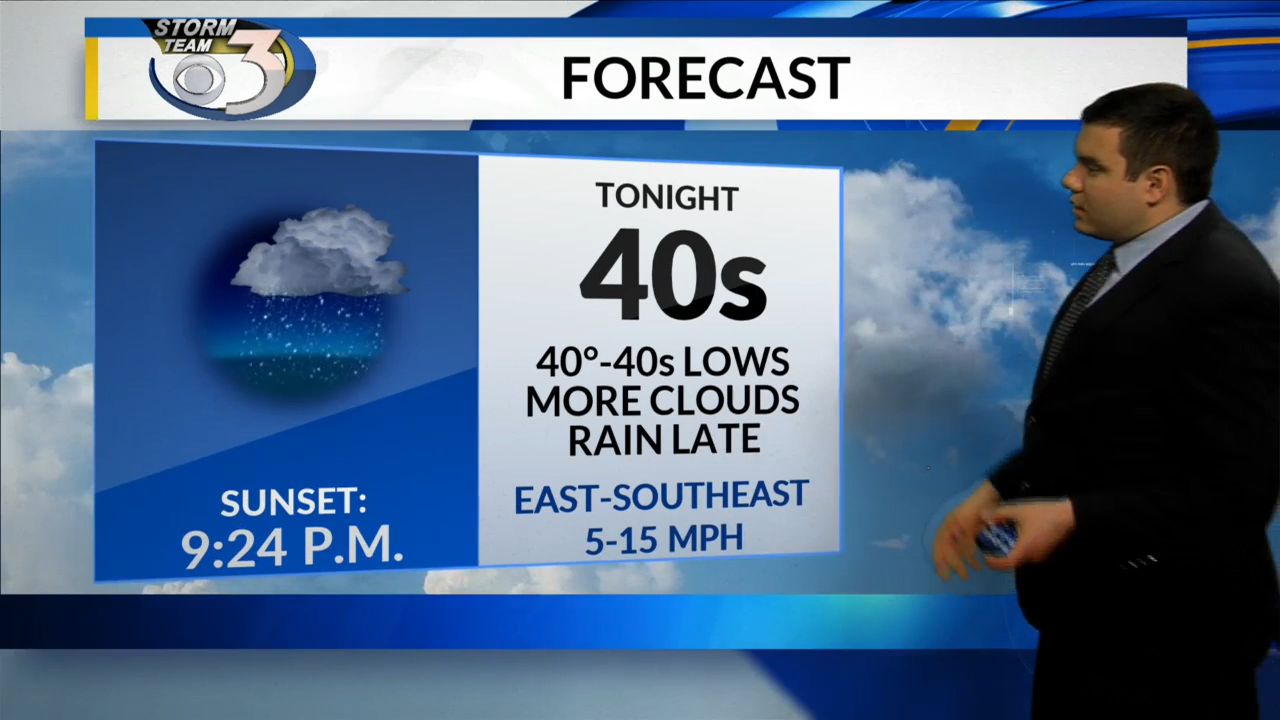 STORM
TEAM
3
FORECAST
TONIGHT
40s
40°-40s LOWS
MORE CLOUDS
RAIN LATE
EAST-SOUTHEAST
5-15 MPH
SUNSET:
9:24 P.M.